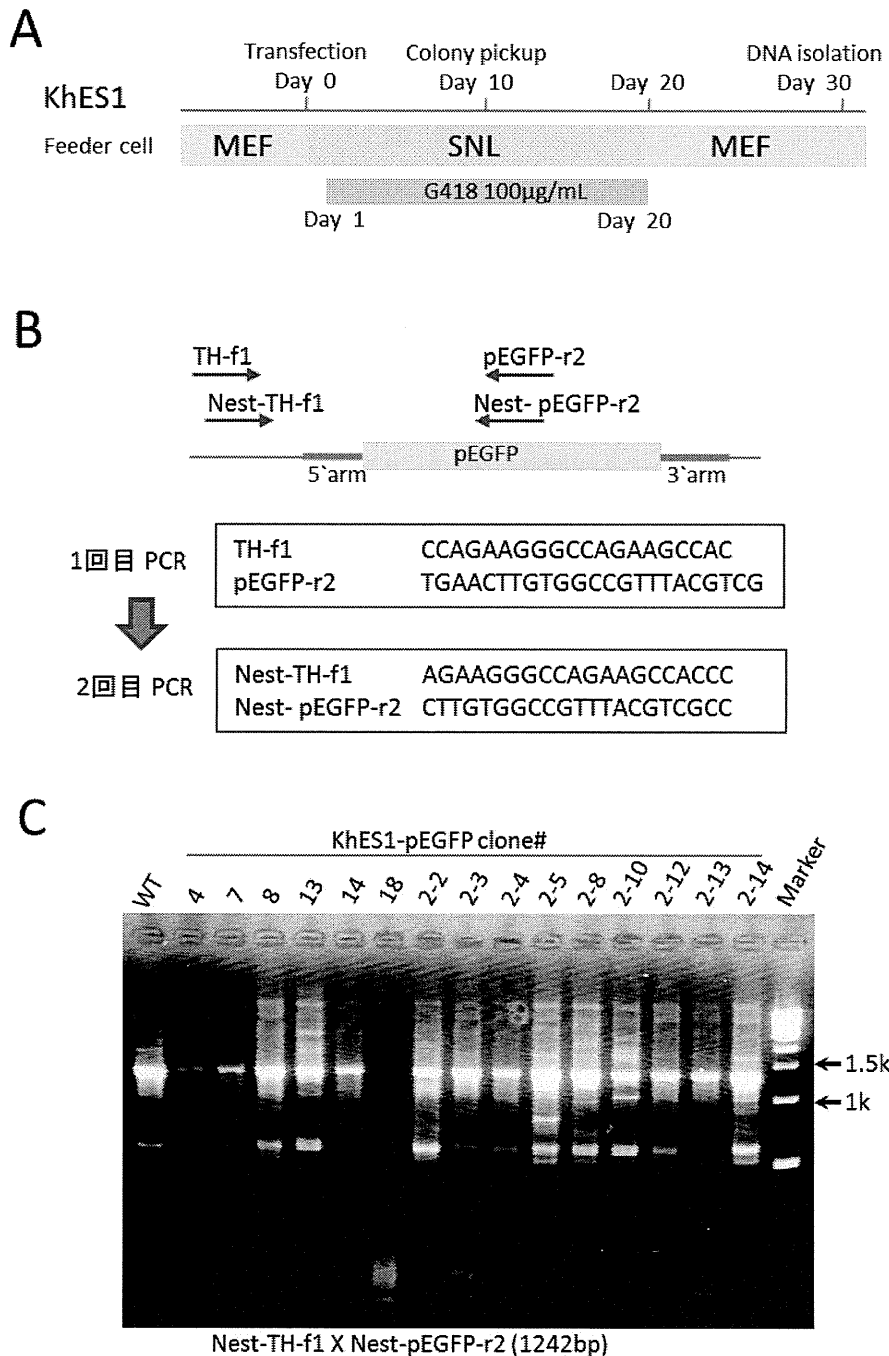 A
Transfection Colony pickup DNA isolation
Day 0 Day 10 Day 20 Day 30
KhES1
Feeder cell MEF SNL MEF
G418 100µg/mL
Day 1 Day 20
B
TH-f1 pEGFP-r2
Nest-TH-f1 Nest- pEGFP-r2
pEGFP
5`arm 3`arm
1回目 PCR
TH-f1 CCAGAAGGGCCAGAAGCCAC
pEGFP-r2 TGAACTTGTGGCCGTTTACGTCG
2回目 PCR
Nest-TH-f1 AGAAGGGCCAGAAGCCACCC
Nest- pEGFP-r2 CTTGTGGCCGTTTACGTCGCC
C
KhES1-pEGFP clone#
WT 4 7 8 13 14 18 2-2 2-3 2-4 2-5 2-8 2-10 2-12 2-13 2-14 Marker
1.5k
1k
Nest-TH-f1 X Nest-pEGFP-r2 (1242bp)